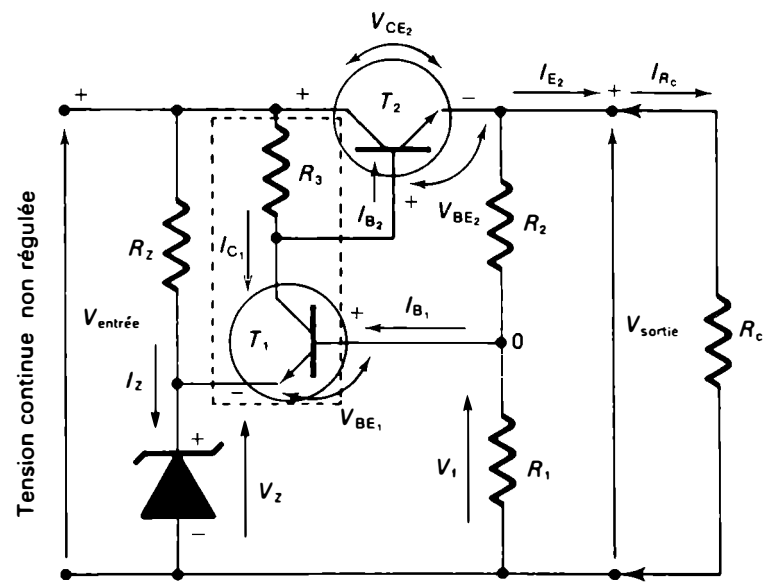 V_CE₂
I_E₂
I_Rc
+
+
T₂
−
+
R₃
I_B₂
+
V_BE₂
R₂
R_Z
I_C₁
Tension continue non régulée
V_entrée
T₁
+
I_B₁
0
V_sortie
R_c
I_Z
−
V_BE₁
+
V_Z
V₁
R₁
−